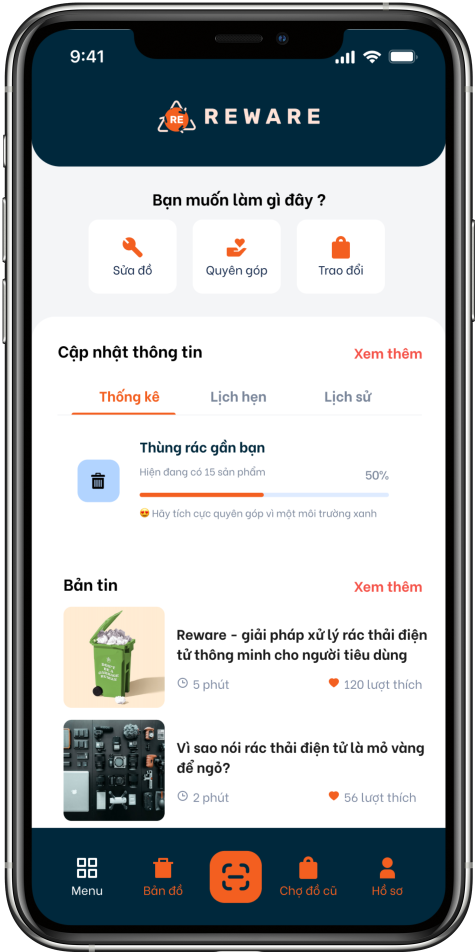 9:41
RE
REWARE
Bạn muốn làm gì đây ?
Sửa đồ
Quyên góp
Trao đổi
Cập nhật thông tin
Xem thêm
Thống kê
Lịch hẹn
Lịch sử
Thùng rác gần bạn
Hiện đang có 15 sản phẩm
50%
😍 Hãy tích cực quyên góp vì một môi trường xanh
Bản tin
Xem thêm
Reware - giải pháp xử lý rác thải điện
tử thông minh cho người tiêu dùng
5 phút
120 lượt thích
Vì sao nói rác thải điện tử là mỏ vàng
để ngỏ?
2 phút
56 lượt thích
Menu
Bản đồ
Chợ đồ cũ
Hồ sơ